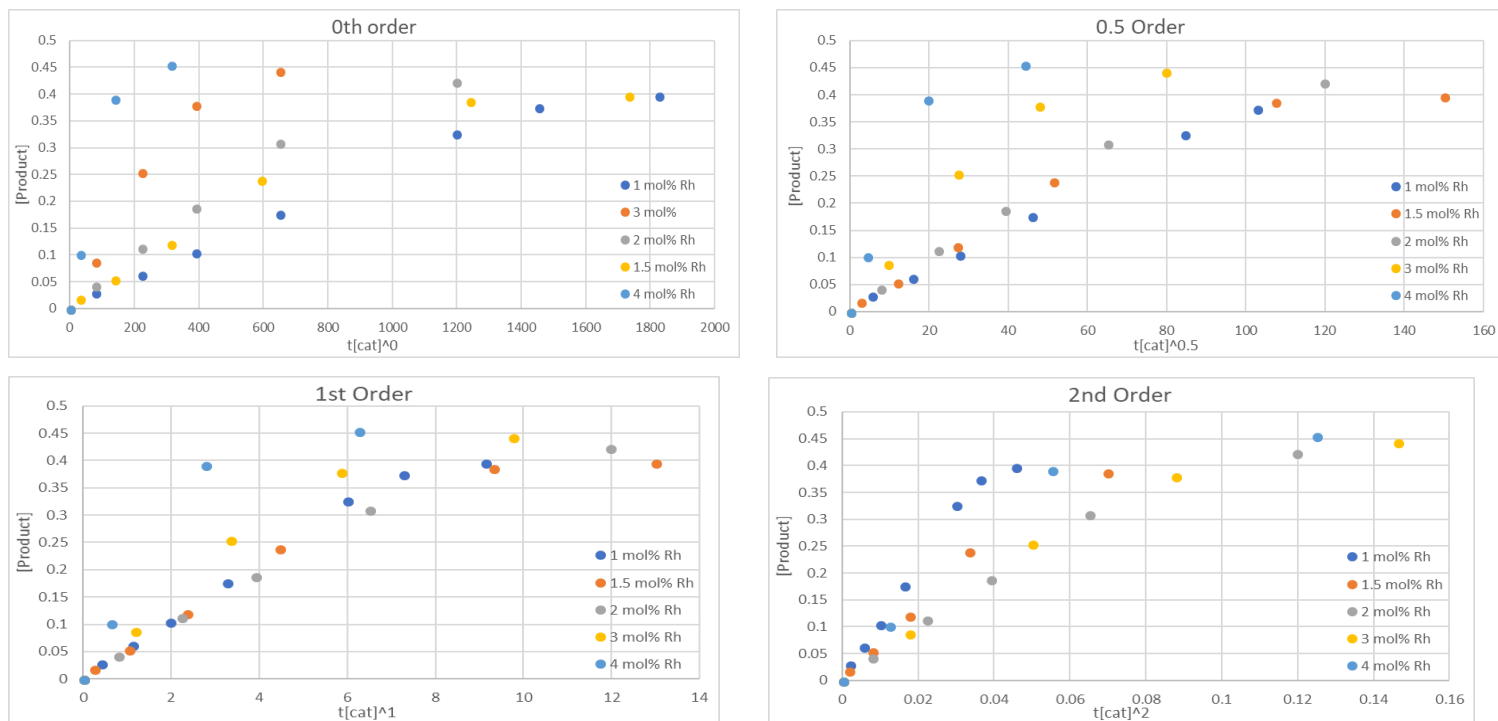 0th order
0.5
0.45
0.4
0.35
0.3
0.25
0.2
0.15
0.1
0.05
0
[Product]
1 mol% Rh
3 mol%
2 mol% Rh
1.5 mol% Rh
4 mol% Rh
0 200 400 600 800 1000 1200 1400 1600 1800 2000
t[cat]^0
0.5 Order
0.5
0.45
0.4
0.35
0.3
0.25
0.2
0.15
0.1
0.05
0
[Product]
1 mol% Rh
1.5 mol% Rh
2 mol% Rh
3 mol% Rh
4 mol% Rh
0 20 40 60 80 100 120 140 160
t[cat]^0.5
1st Order
0.5
0.45
0.4
0.35
0.3
0.25
0.2
0.15
0.1
0.05
0
[Product]
1 mol% Rh
1.5 mol% Rh
2 mol% Rh
3 mol% Rh
4 mol% Rh
0 2 4 6 8 10 12 14
t[cat]^1
2nd Order
0.5
0.45
0.4
0.35
0.3
0.25
0.2
0.15
0.1
0.05
0
[Product]
1 mol% Rh
1.5 mol% Rh
2 mol% Rh
3 mol% Rh
4 mol% Rh
0 0.02 0.04 0.06 0.08 0.1 0.12 0.14 0.16
t[cat]^2